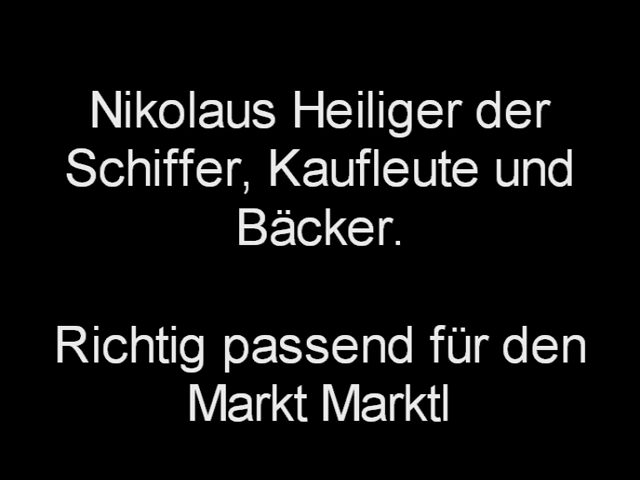 Nikolaus Heiliger der
Schiffer, Kaufleute und
Bäcker.
Richtig passend für den
Markt Marktl